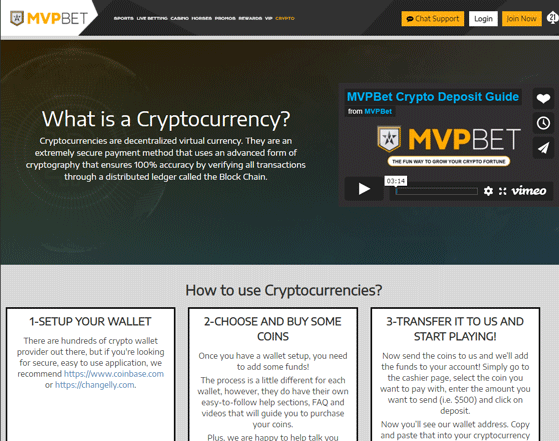 MVPBET
SPORTS LIVE BETTING CASINO HORSES PROMOS REWARDS VIP CRYPTO
Chat Support
Login
Join Now
What is a Cryptocurrency?
Cryptocurrencies are decentralized virtual currency. They are an
extremely secure payment method that uses an advanced form of
cryptography that ensures 100% accuracy by verifying all transactions
through a distributed ledger called the Block Chain.
MVPBet Crypto Deposit Guide
from MVPBet
MVPBET
THE FUN WAY TO GROW YOUR CRYPTO FORTUNE
03:14
vimeo
How to use Cryptocurrencies?
1-SETUP YOUR WALLET
There are hundreds of crypto wallet
provider out there, but if you're looking
for secure, easy to use application, we
recommend https://www.coinbase.com
or https://changelly.com.
2-CHOOSE AND BUY SOME
COINS
Once you have a wallet setup, you need
to add some funds!
The process is a little different for each
wallet, however, they do have their own
easy-to-follow help sections, FAQ and
videos that will guide you to purchase
your coins.
Plus, we are happy to help talk you
3-TRANSFER IT TO US AND
START PLAYING!
Now send the coins to us and we'll add
the funds to your account! Simply go to
the cashier page, select the coin you
want to pay with, enter the amount you
want to send (i.e. $500) and click on
deposit.
Now you'll see our wallet address. Copy
and paste that into your cryptocurrency